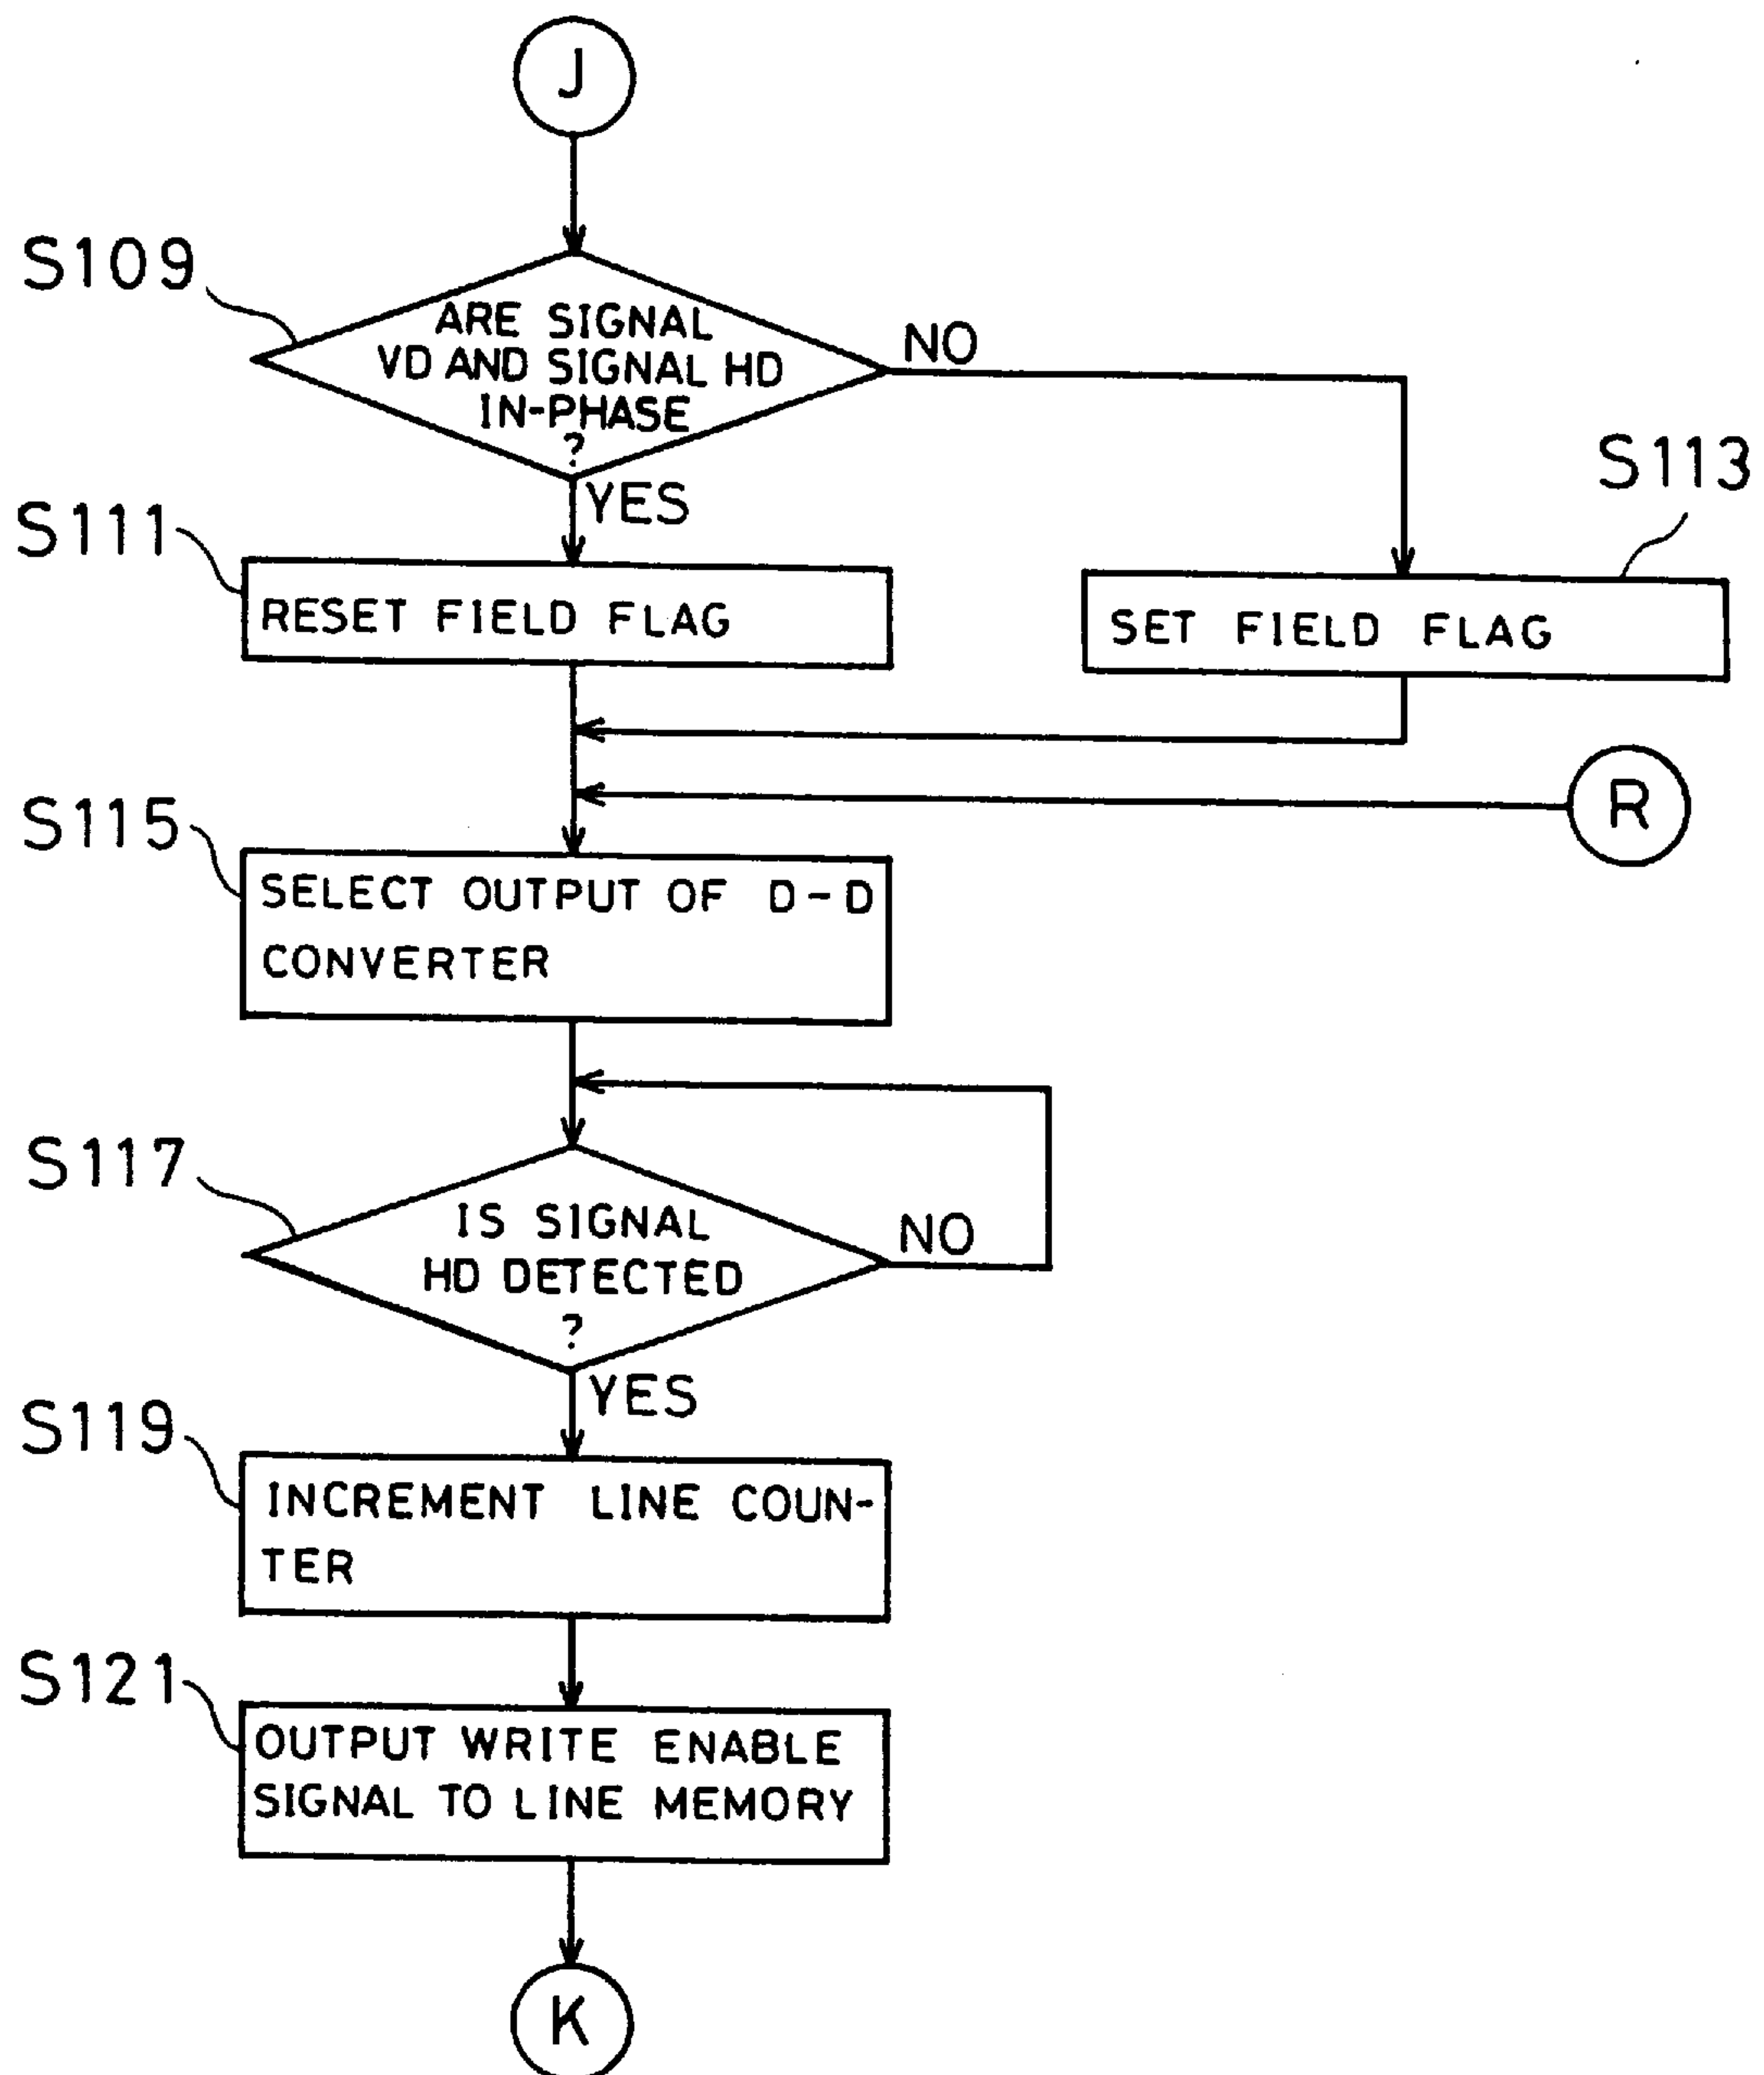 J
S109
ARE SIGNAL
VD AND SIGNAL HD
IN-PHASE
?
NO
YES
S111
RESET FIELD FLAG
S113
SET FIELD FLAG
R
S115
SELECT OUTPUT OF D-D
CONVERTER
S117
IS SIGNAL
HD DETECTED
?
NO
YES
S119
INCREMENT LINE COUN-
TER
S121
OUTPUT WRITE ENABLE
SIGNAL TO LINE MEMORY
K